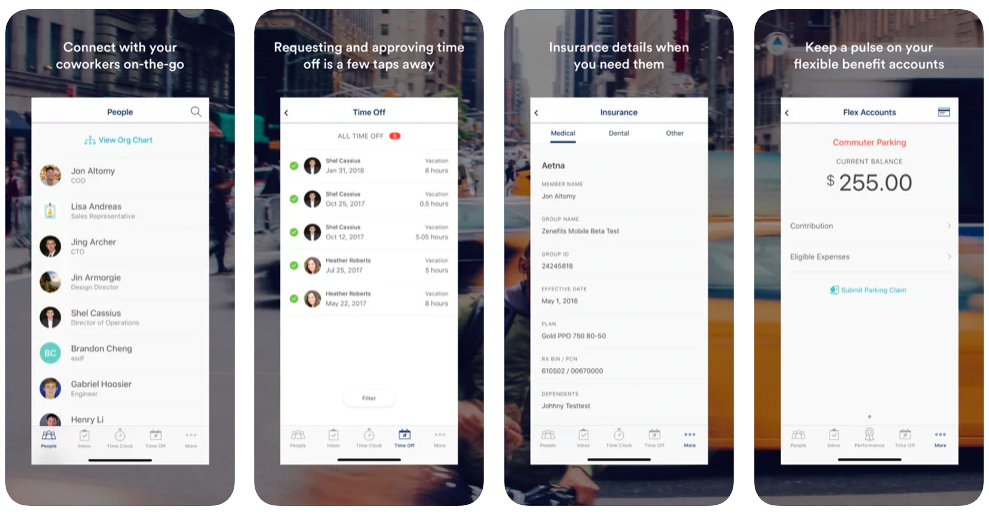 Connect with your
coworkers on-the-go
People
View Org Chart
Jon Altomy
COO
Lisa Andreas
Sales Representative
Jing Archer
CTO
Jin Armorgie
Design Director
Shel Cassius
Director of Operations
BC
Brandon Cheng
asdf
Gabriel Hoosier
Engineer
Henry Li
People
Inbox
Time Clock
Time Off
More
Requesting and approving time
off is a few taps away
Time Off
ALL TIME OFF 5
Shel Cassius Vacation
Jan 31, 2018 8 hours
Shel Cassius Vacation
Oct 25, 2017 0.5 hours
Shel Cassius Vacation
Oct 12, 2017 5.05 hours
Heather Roberts Vacation
Jul 25, 2017 5 hours
Heather Roberts Vacation
May 22, 2017 8 hours
Filter
People
Inbox
Time Clock
Time Off
More
Insurance details when
you need them
Insurance
Medical Dental Other
Aetna
MEMBER NAME
Jon Altomy
GROUP NAME
Zenefits Mobile Beta Test
GROUP ID
24245818
EFFECTIVE DATE
May 1, 2016
PLAN
Gold PPO 750 80-50
RX BIN / PCN
610502 / 00670000
DEPENDENTS
Johhny Testtest
People
Inbox
Time Clock
Time Off
More
Keep a pulse on your
flexible benefit accounts
Flex Accounts
Commuter Parking
CURRENT BALANCE
$ 255.00
Contribution
Eligible Expenses
Submit Parking Claim
People
Inbox
Performance
Time Off
More